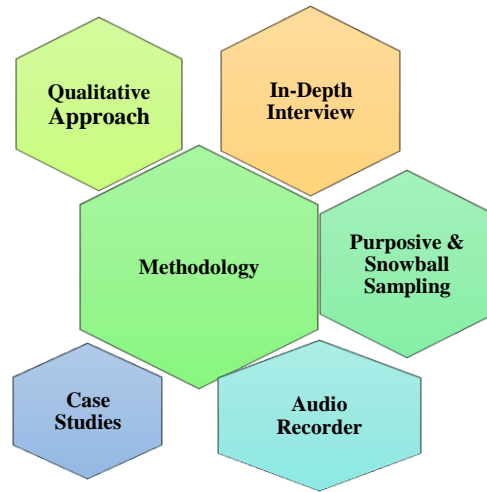 Qualitative
Approach
In-Depth
Interview
Methodology
Purposive &
Snowball
Sampling
Case
Studies
Audio
Recorder